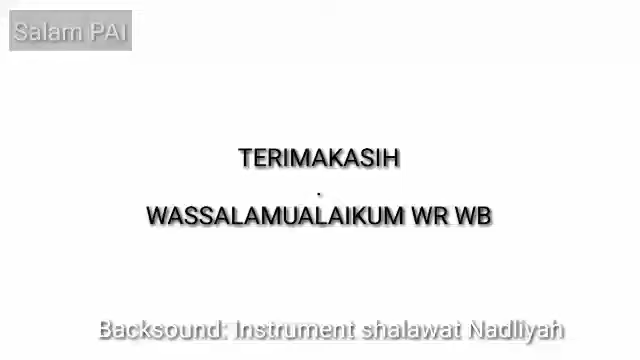 Salam PAI
TERIMAKASIH
.
WASSALAMUALAIKUM WR WB
Backsound: Instrument shalawat Nadliyah